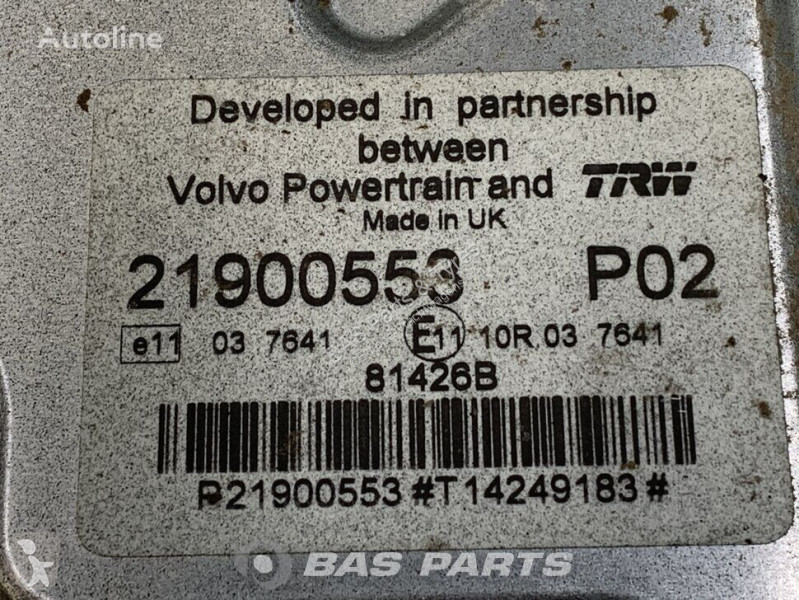 Autoline
Developed in partnership
between
Volvo Powertrain and TRW
Made in UK
21900553 P02
e11 03 7641 E11 10R 03 7641
81426B
P21900553#T14249183#
BAS PARTS